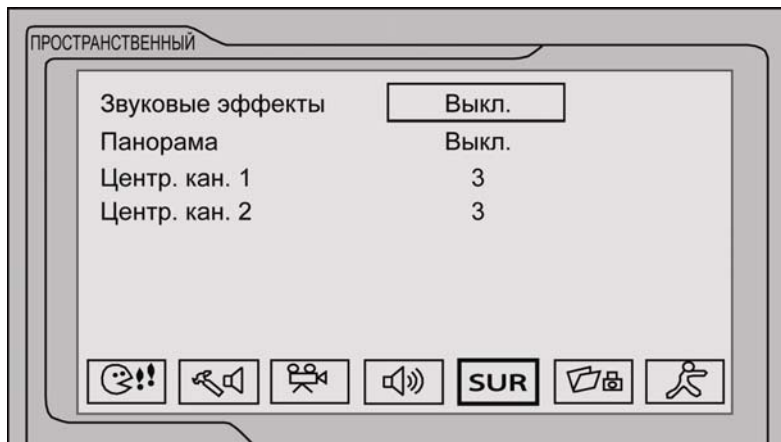 ПРОСТРАНСТВЕННЫЙ
Звуковые эффекты Выкл.
Панорама Выкл.
Центр. кан. 1 3
Центр. кан. 2 3
SUR